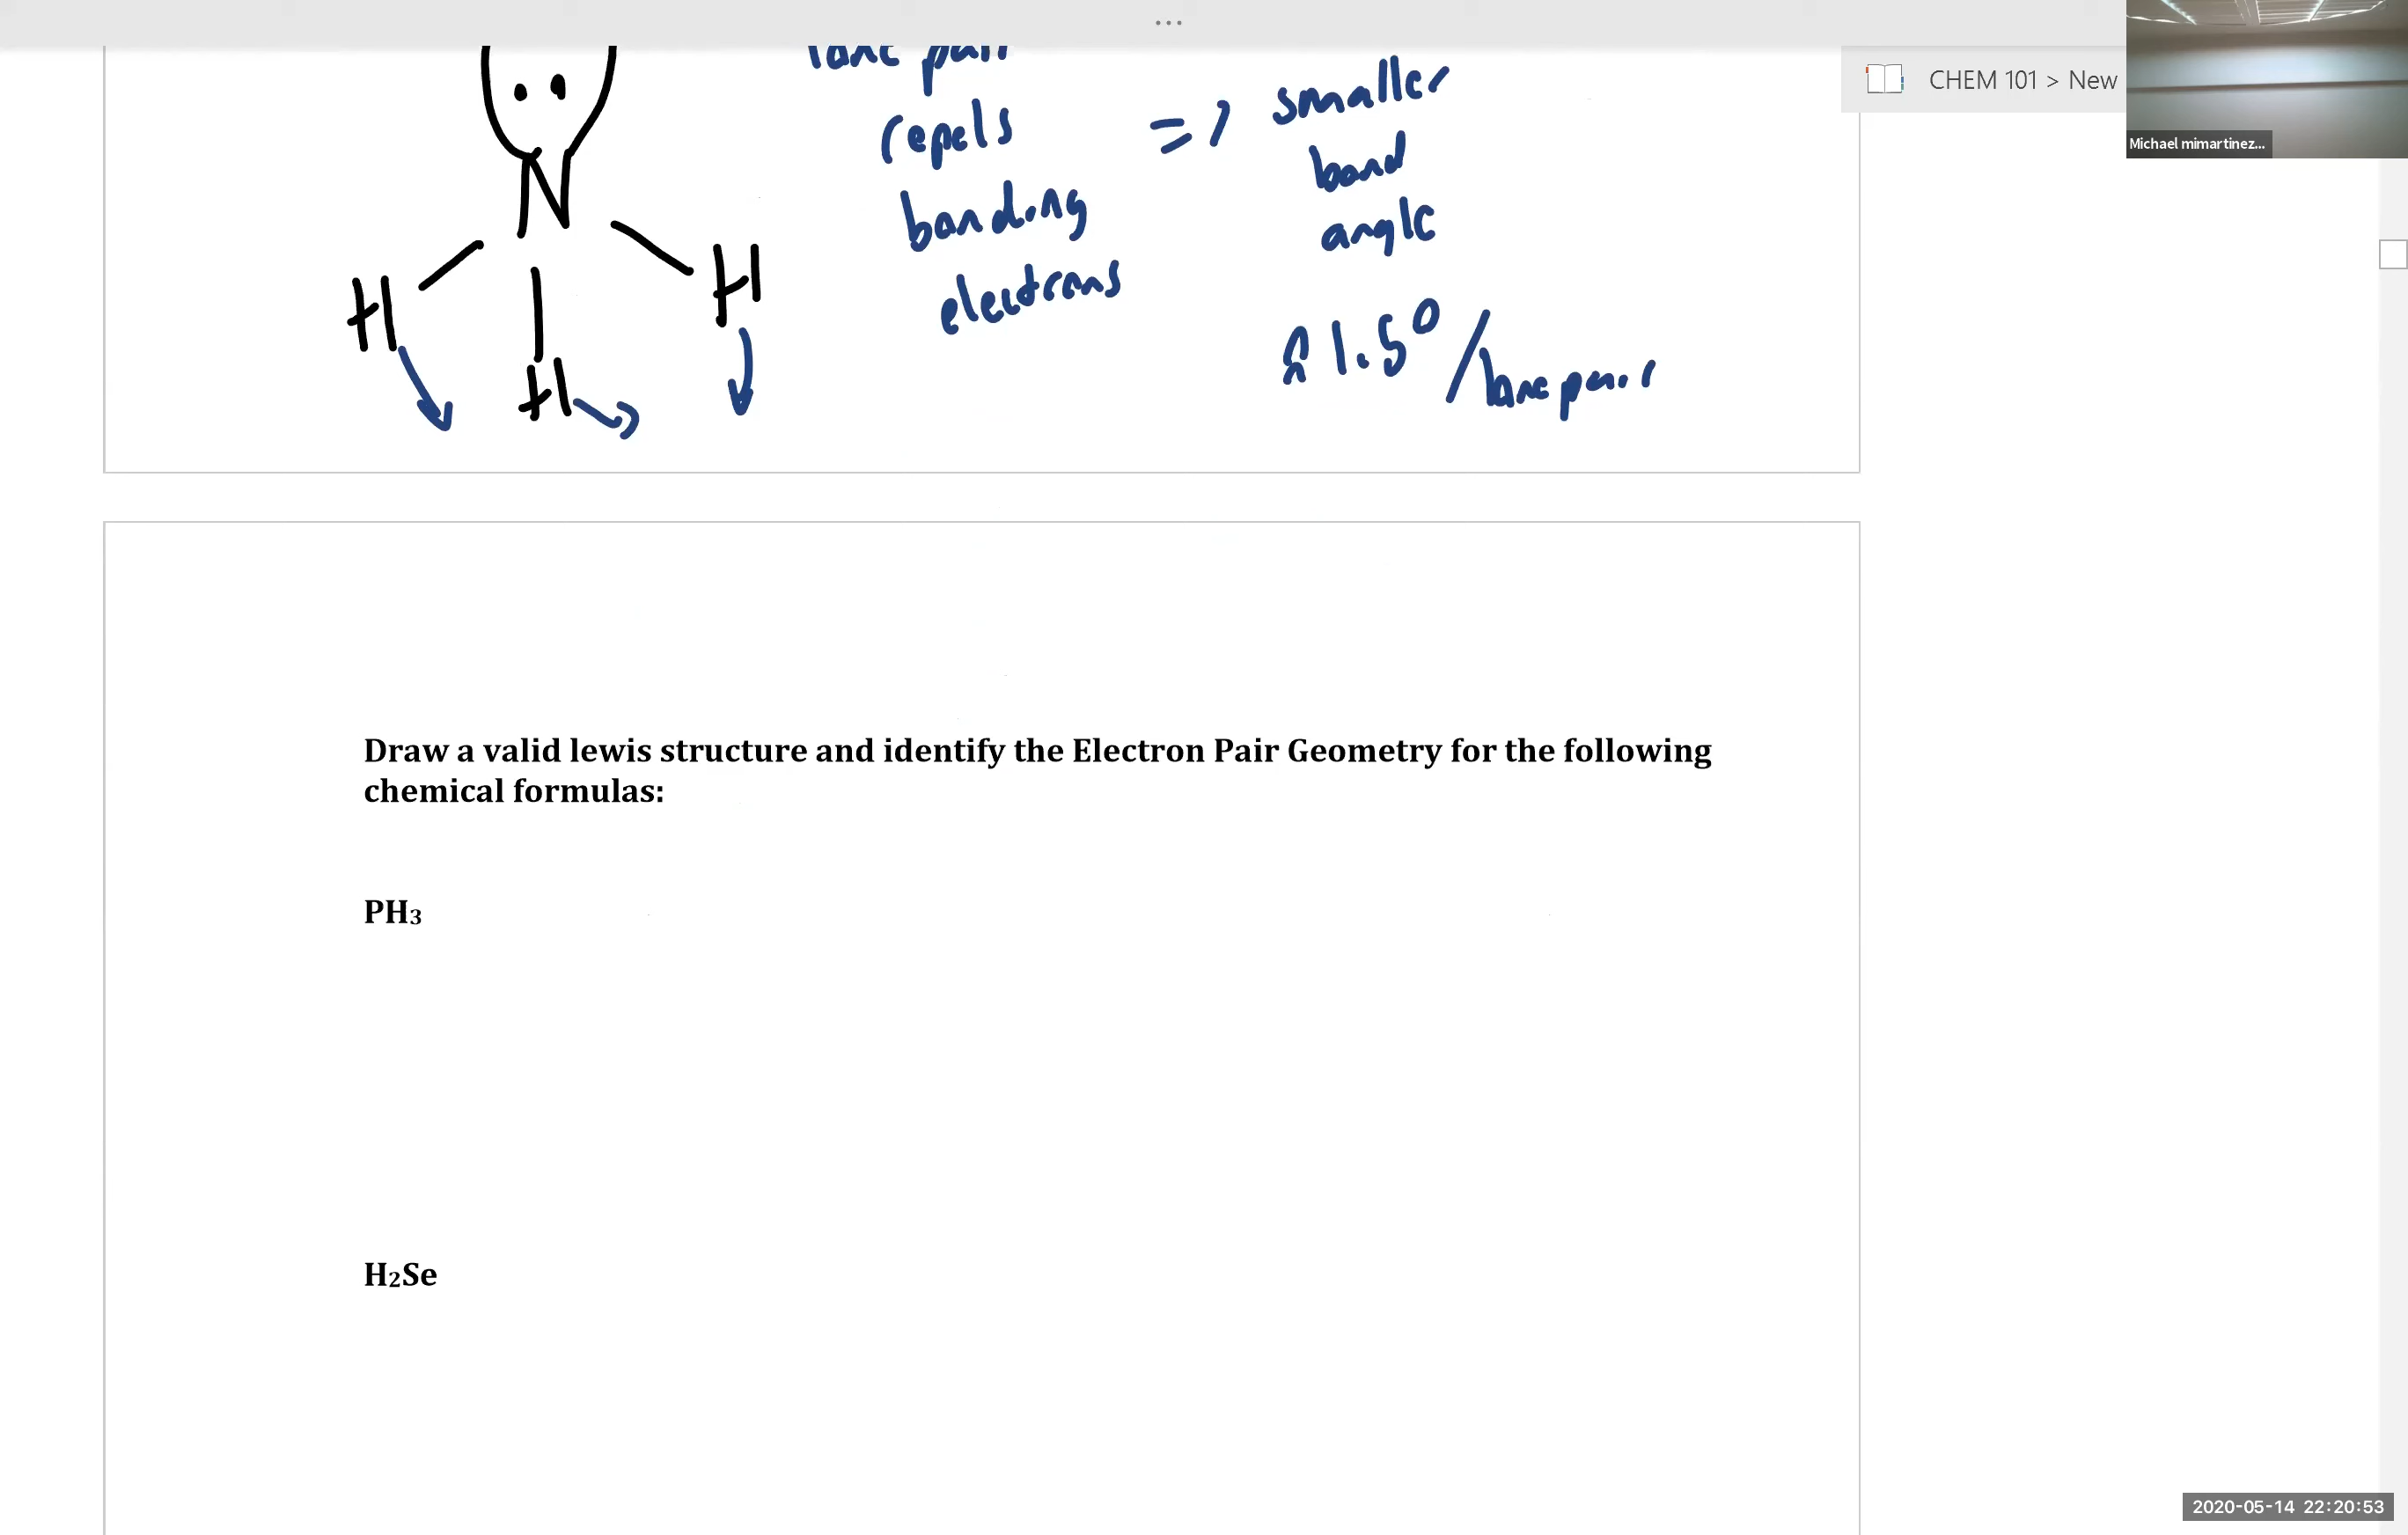 ...
CHEM 101 > New
Michael mimartinez...
lone pair
repels
bonding
electrons
=>
smaller
bond
angle
1.5° / lone pair
N
H
H
H
Draw a valid lewis structure and identify the Electron Pair Geometry for the following
chemical formulas:
PH₃
H₂Se
2020-05-14 22:20:53